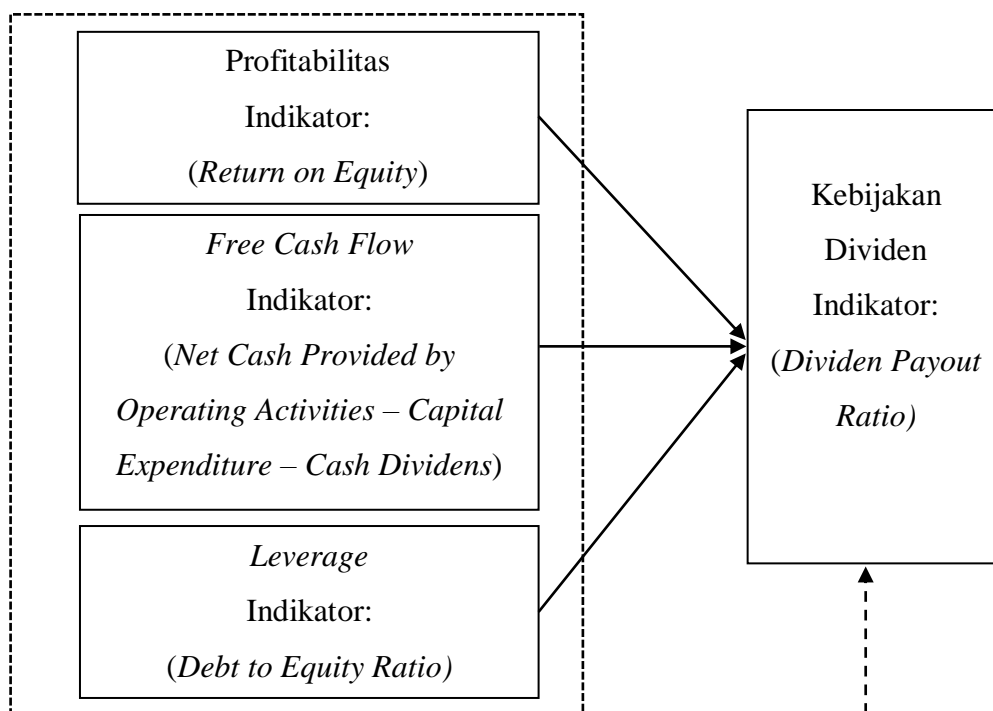 Profitabilitas
Indikator:
(Return on Equity)
Free Cash Flow
Indikator:
(Net Cash Provided by
Operating Activities – Capital
Expenditure – Cash Dividens)
Leverage
Indikator:
(Debt to Equity Ratio)
Kebijakan
Dividen
Indikator:
(Dividen Payout
Ratio)